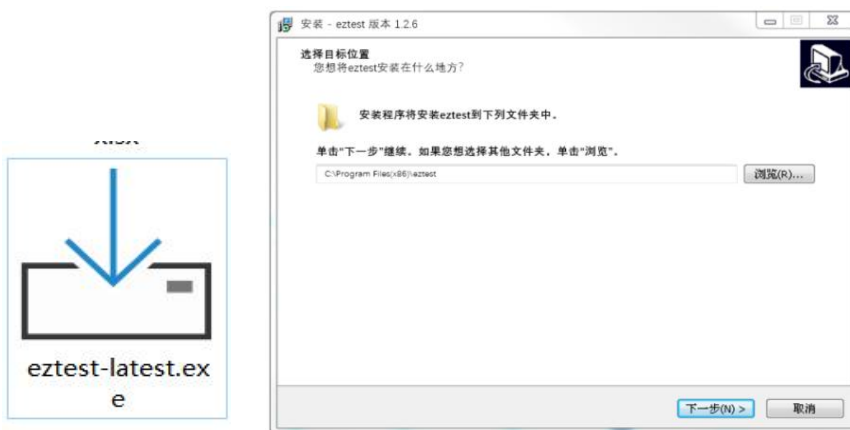 eztest-latest.ex
e
安装 - eztest 版本 1.2.6
选择目标位置
您想将eztest安装在什么地方?
安装程序将安装eztest到下列文件夹中。
单击“下一步”继续。如果您想选择其他文件夹，单击“浏览”。
C:\Program Files(x86)\eztest
浏览(R)...
下一步(N) >
取消